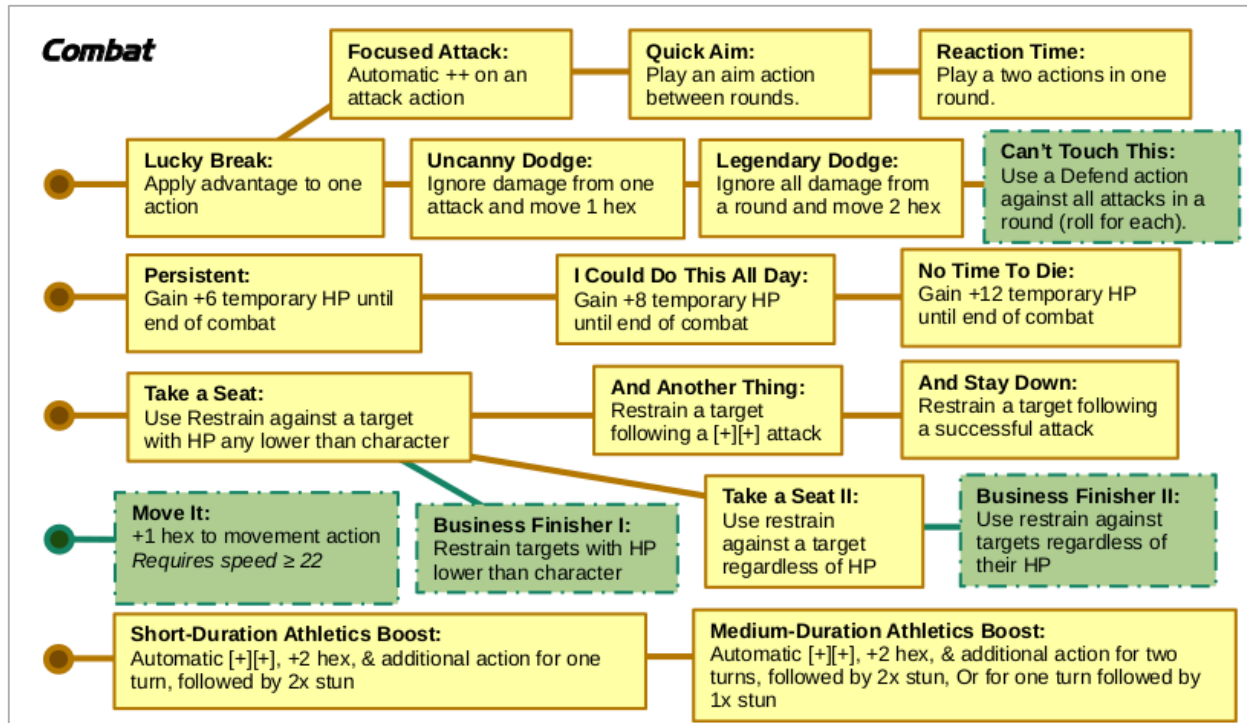 Combat
Focused Attack:
Automatic ++ on an
attack action
Quick Aim:
Play an aim action
between rounds.
Reaction Time:
Play a two actions in one
round.
Lucky Break:
Apply advantage to one
action
Uncanny Dodge:
Ignore damage from one
attack and move 1 hex
Legendary Dodge:
Ignore all damage from
a round and move 2 hex
Can't Touch This:
Use a Defend action
against all attacks in a
round (roll for each).
Persistent:
Gain +6 temporary HP until
end of combat
I Could Do This All Day:
Gain +8 temporary HP
until end of combat
No Time To Die:
Gain +12 temporary HP
until end of combat
Take a Seat:
Use Restrain against a target
with HP any lower than character
And Another Thing:
Restrain a target
following a [+][+] attack
And Stay Down:
Restrain a target following
a successful attack
Move It:
+1 hex to movement action
Requires speed ≥ 22
Business Finisher I:
Restrain targets with HP
lower than character
Take a Seat II:
Use restrain
against a target
regardless of HP
Business Finisher II:
Use restrain against
targets regardless of
their HP
Short-Duration Athletics Boost:
Automatic [+][+], +2 hex, & additional action for one
turn, followed by 2x stun
Medium-Duration Athletics Boost:
Automatic [+][+], +2 hex, & additional action for two
turns, followed by 2x stun, Or for one turn followed by
1x stun